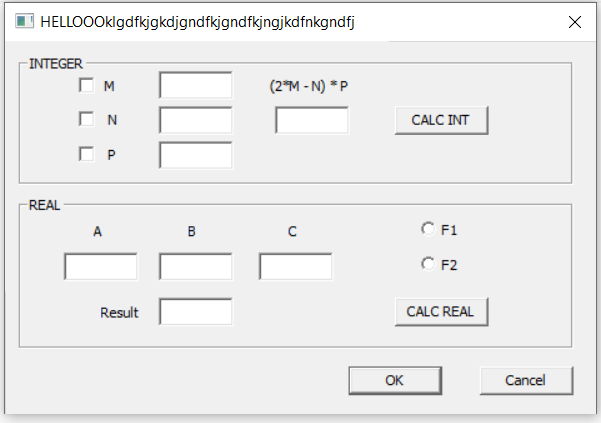 HELLOOOklgdfkjgkdjgndfkjgndfkjngjkdfnkgndfj
INTEGER
M (2*M - N) * P
N CALC INT
P
REAL
A B C F1
F2
Result CALC REAL
OK Cancel